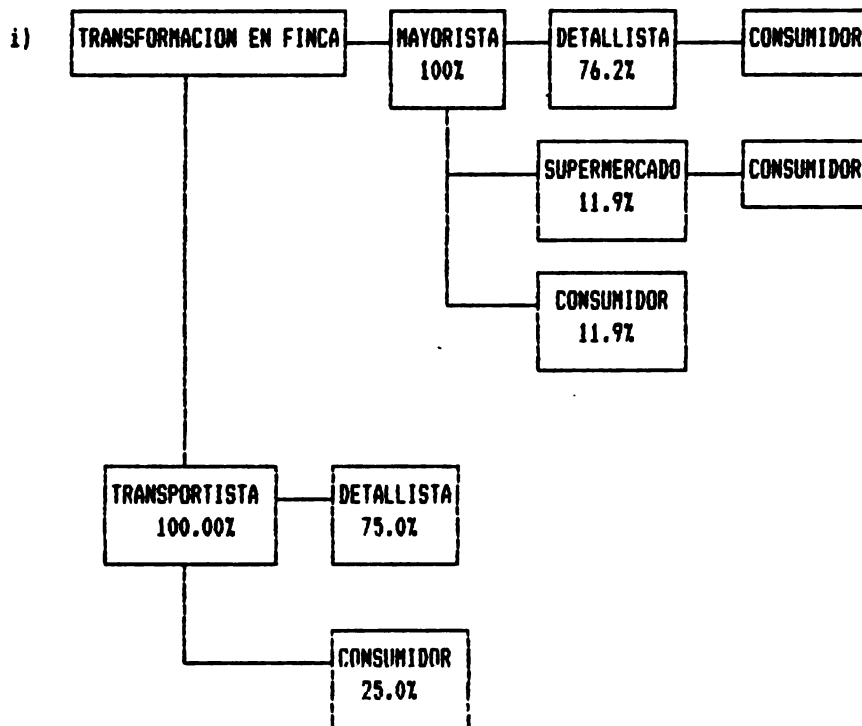 i) TRANSFORMACION EN FINCA MAYORISTA DETALLISTA CONSUMIDOR
100% 76.2%
SUPERMERCADO CONSUMIDOR
11.9%
CONSUMIDOR
11.9%
TRANSPORTISTA DETALLISTA
100.00% 75.0%
CONSUMIDOR
25.0%